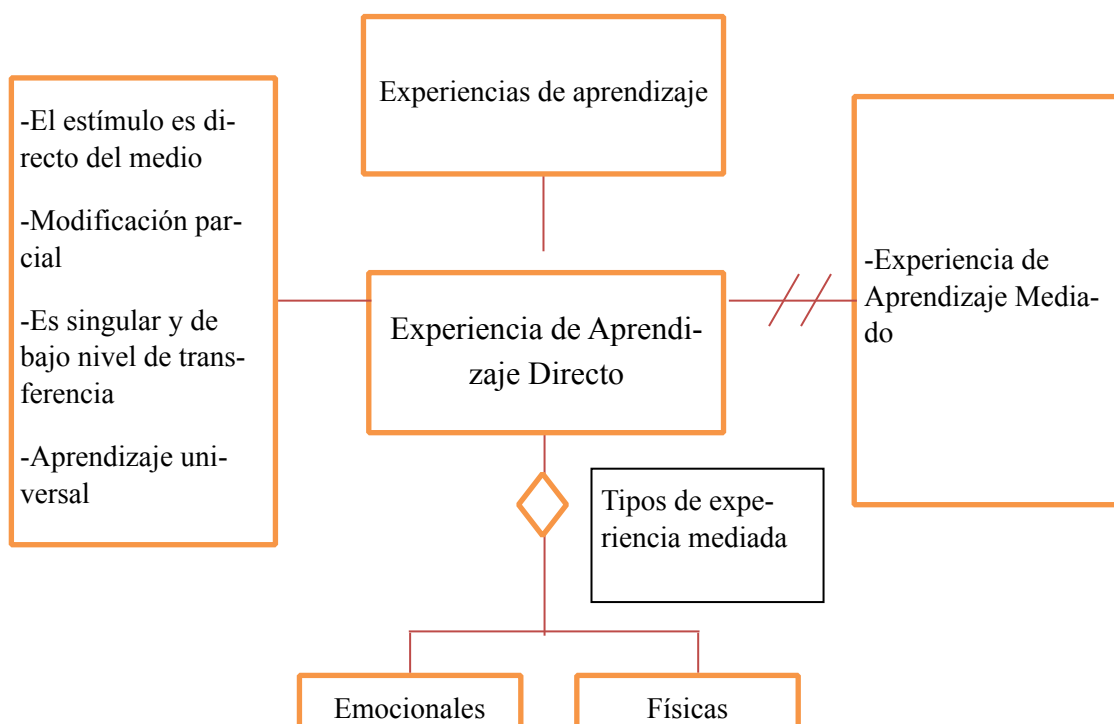 Experiencias de aprendizaje
-El estímulo es di-
recto del medio
-Modificación par-
cial
-Es singular y de
bajo nivel de trans-
ferencia
-Aprendizaje uni-
versal
Experiencia de Aprendi-
zaje Directo
-Experiencia de
Aprendizaje Media-
do
Tipos de expe-
riencia mediada
Emocionales
Físicas